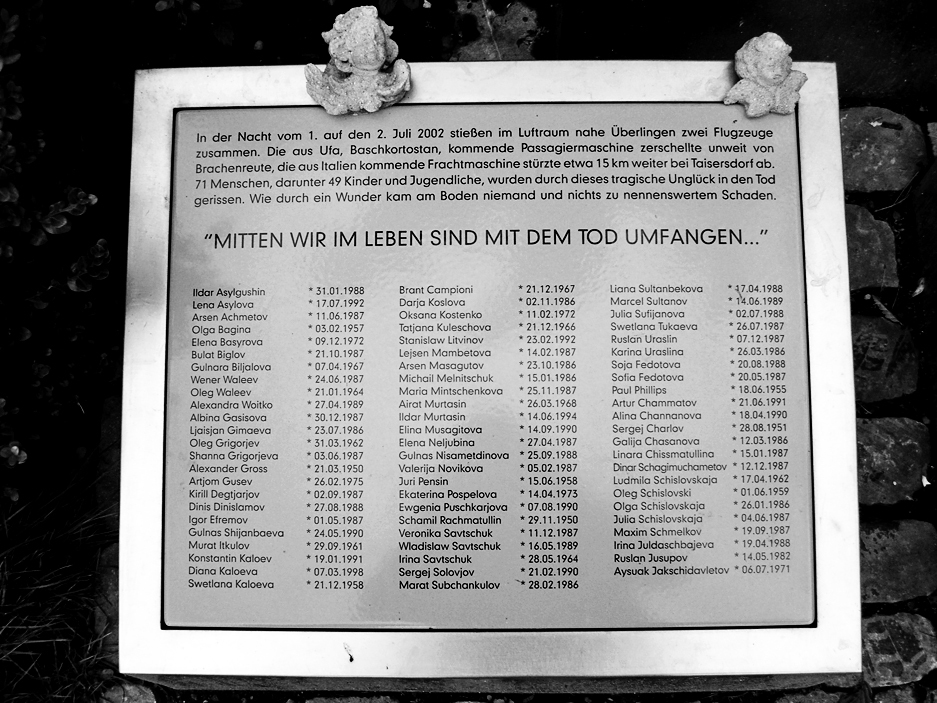 In der Nacht vom 1. auf den 2. Juli 2002 stießen im Luftraum nahe Überlingen zwei Flugzeuge
zusammen. Die aus Ufa, Baschkortostan, kommende Passagiermaschine zerschellte unweit von
Brachenreute, die aus Italien kommende Frachtmaschine stürzte etwa 15 km weiter bei Taisersdorf ab.
71 Menschen, darunter 49 Kinder und Jugendliche, wurden durch dieses tragische Unglück in den Tod
gerissen. Wie durch ein Wunder kam am Boden niemand und nichts zu nennenswertem Schaden.
"MITTEN WIR IM LEBEN SIND MIT DEM TOD UMFANGEN..."
Ildar Asylgushin * 31.01.1988
Lena Asylova * 17.07.1992
Arsen Achmetov * 11.06.1987
Olga Bagina * 03.02.1957
Elena Basyrova * 09.12.1972
Bulat Biglov * 21.10.1987
Gulnara Biljalova * 07.04.1967
Wener Waleev * 24.06.1987
Oleg Waleev * 21.01.1964
Alexandra Woitko * 27.04.1989
Albina Gasisova * 30.12.1987
Ljaisjan Gimaeva * 23.07.1986
Oleg Grigorjev * 31.03.1962
Shanna Grigorjeva * 03.06.1987
Alexander Gross * 21.03.1950
Artjom Gusev * 26.02.1975
Kirill Degtjarjov * 02.09.1987
Dinis Dinislamov * 27.08.1988
Igor Efremov * 01.05.1987
Gulnas Shijanbaeva * 24.05.1990
Murat Itkulov * 29.09.1961
Konstantin Kaloev * 19.01.1991
Diana Kaloeva * 07.03.1998
Swetlana Kaloeva * 21.12.1958
Brant Campioni * 21.12.1967
Darja Koslova * 02.11.1986
Oksana Kostenko * 11.02.1972
Tatjana Kuleschova * 21.12.1966
Stanislaw Litvinov * 23.02.1992
Lejsen Mambetova * 14.02.1987
Arsen Masagutov * 23.10.1986
Michail Melnitschuk * 15.01.1986
Maria Mintschenkova * 25.11.1987
Airat Murtasin * 26.03.1968
Ildar Murtasin * 14.06.1994
Elina Musagitova * 14.09.1990
Elena Neljubina * 27.04.1987
Gulnas Nisametdinova * 25.09.1988
Valerija Novikova * 05.02.1987
Juri Pensin * 15.06.1958
Ekaterina Pospelova * 14.04.1973
Ewgenia Puschkarjova * 07.08.1990
Schamil Rachmatullin * 29.11.1950
Veronika Savtschuk * 11.12.1987
Wladislaw Savtschuk * 16.05.1989
Irina Savtschuk * 28.05.1964
Sergej Solovjov * 21.02.1990
Marat Subchankulov * 28.02.1986
Liana Sultanbekova * 17.04.1988
Marcel Sultanov * 14.06.1989
Julia Sufijanova * 02.07.1988
Swetlana Tukaeva * 26.07.1987
Ruslan Uraslin * 07.12.1987
Karina Uraslina * 26.03.1986
Soja Fedotova * 20.08.1988
Sofia Fedotova * 20.05.1987
Paul Phillips * 18.06.1955
Artur Chammatov * 21.06.1991
Alina Channanova * 18.04.1990
Sergej Charlov * 28.08.1951
Galija Chasanova * 12.03.1986
Linara Chissmatullina * 15.01.1987
Dinar Schagimuchametov * 12.12.1987
Ludmila Schislovskaja * 17.04.1962
Oleg Schislovski * 01.06.1959
Olga Schislovskaja * 26.01.1986
Julia Schislovskaja * 04.06.1987
Maxim Schmelkov * 19.09.1987
Irina Juldaschbajeva * 19.04.1988
Ruslan Jusupov * 14.05.1982
Aysuak Jakschidavletov * 06.07.1971